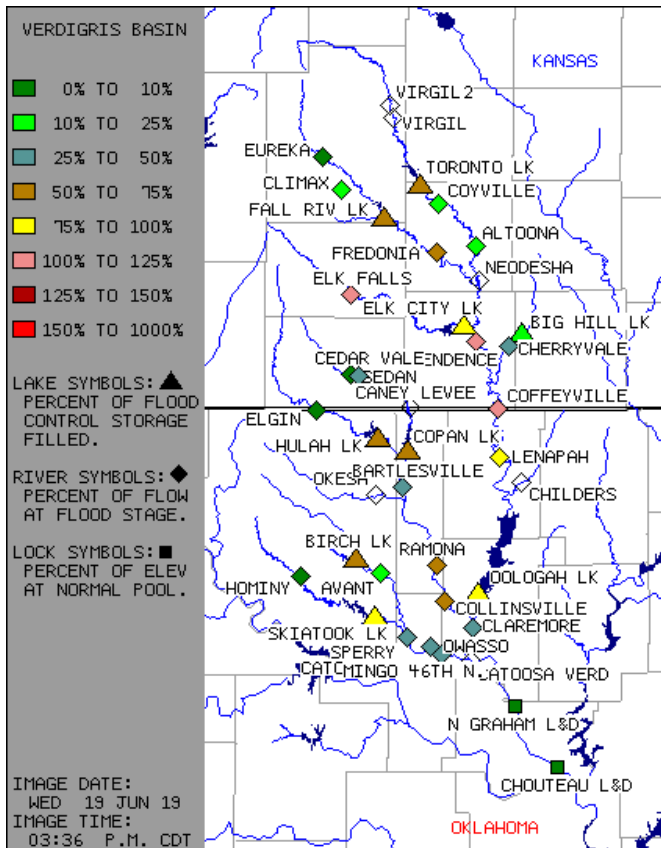 VERDIGRIS BASIN
0% TO 10%
10% TO 25%
25% TO 50%
50% TO 75%
75% TO 100%
100% TO 125%
125% TO 150%
150% TO 1000%
LAKE SYMBOLS:
PERCENT OF FLOOD
CONTROL STORAGE
FILLED.
RIVER SYMBOLS:
PERCENT OF FLOW
AT FLOOD STAGE.
LOCK SYMBOLS:
PERCENT OF ELEV
AT NORMAL POOL.
IMAGE DATE:
WED 19 JUN 19
IMAGE TIME:
03:36 P.M. CDT
KANSAS
VIRGIL2
VIRGIL
EUREKA
TORONTO LK
CLIMAX
COYVILLE
FALL RIV LK
ALTOONA
FREDONIA
NEODESHA
ELK FALLS
ELK CITY LK
BIG HILL LK
CEDAR VALE
ENDENCE
CHERRYVALE
SEDAN
CANEY LEVEE
COFFEYVILLE
ELGIN
COPAN LK
HULAH LK
LENAPAH
BARTLESVILLE
OKESA
CHILDERS
BIRCH LK
RAMONA
HOMINY
AVANT
OOLOGAH LK
COLLINSVILLE
SKIATOOK LK
CLAREMORE
SPERRY
OWASSO
MINGO 46TH N
CATOOSA VERD
N GRAHAM L&D
CHOUTEAU L&D
OKLAHOMA